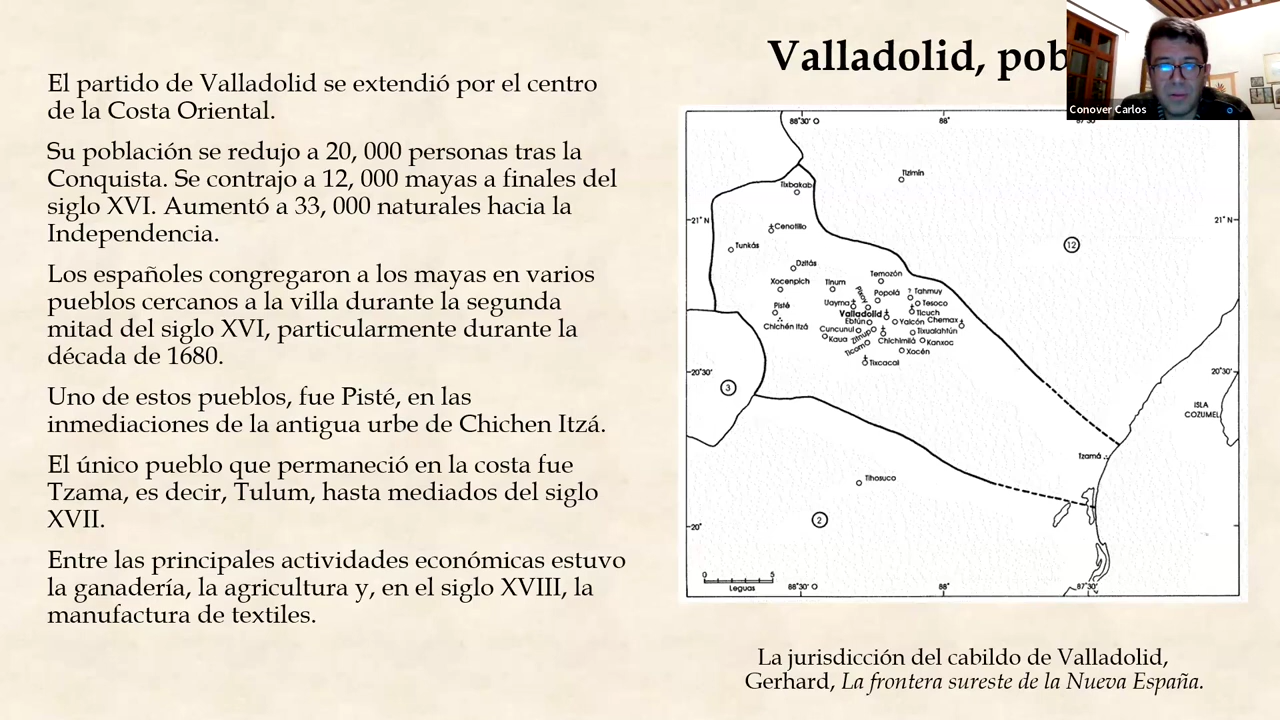 Valladolid, pob
El partido de Valladolid se extendió por el centro
de la Costa Oriental.
Su población se redujo a 20, 000 personas tras la
Conquista. Se contrajo a 12, 000 mayas a finales del
siglo XVI. Aumentó a 33, 000 naturales hacia la
Independencia.
Los españoles congregaron a los mayas en varios
pueblos cercanos a la villa durante la segunda
mitad del siglo XVI, particularmente durante la
década de 1680.
Uno de estos pueblos, fue Pisté, en las
inmediaciones de la antigua urbe de Chichen Itzá.
El único pueblo que permaneció en la costa fue
Tzama, es decir, Tulum, hasta mediados del siglo
XVII.
Entre las principales actividades económicas estuvo
la ganadería, la agricultura y, en el siglo XVIII, la
manufactura de textiles.
Conover Carlos
88°30' O
88°
87°30'
Tizimín
Tixbakab
21° N
21° N
Cenotillo
12
Tunkás
Dzitás
Temozón
Xocenpich
Tinum
Pixoy
Popolá
? Tahmuy
Uayma
Tesoco
Pisté
Valladolid
Ticuch
Ebtún
Yalcón
Chemax
Chichén Itzá
Cuncunul
Zitnup
Tixualahtún
Kaua
Chichimilá
Kanxoc
Ticom
Xocén
Tixcacal
20°30'
20°30'
3
ISLA
COZUMEL
Tzamá
Tihosuco
20°
2
0
5
Leguas
88°30' O
88°
87°30'
La jurisdicción del cabildo de Valladolid,
Gerhard, La frontera sureste de la Nueva España.